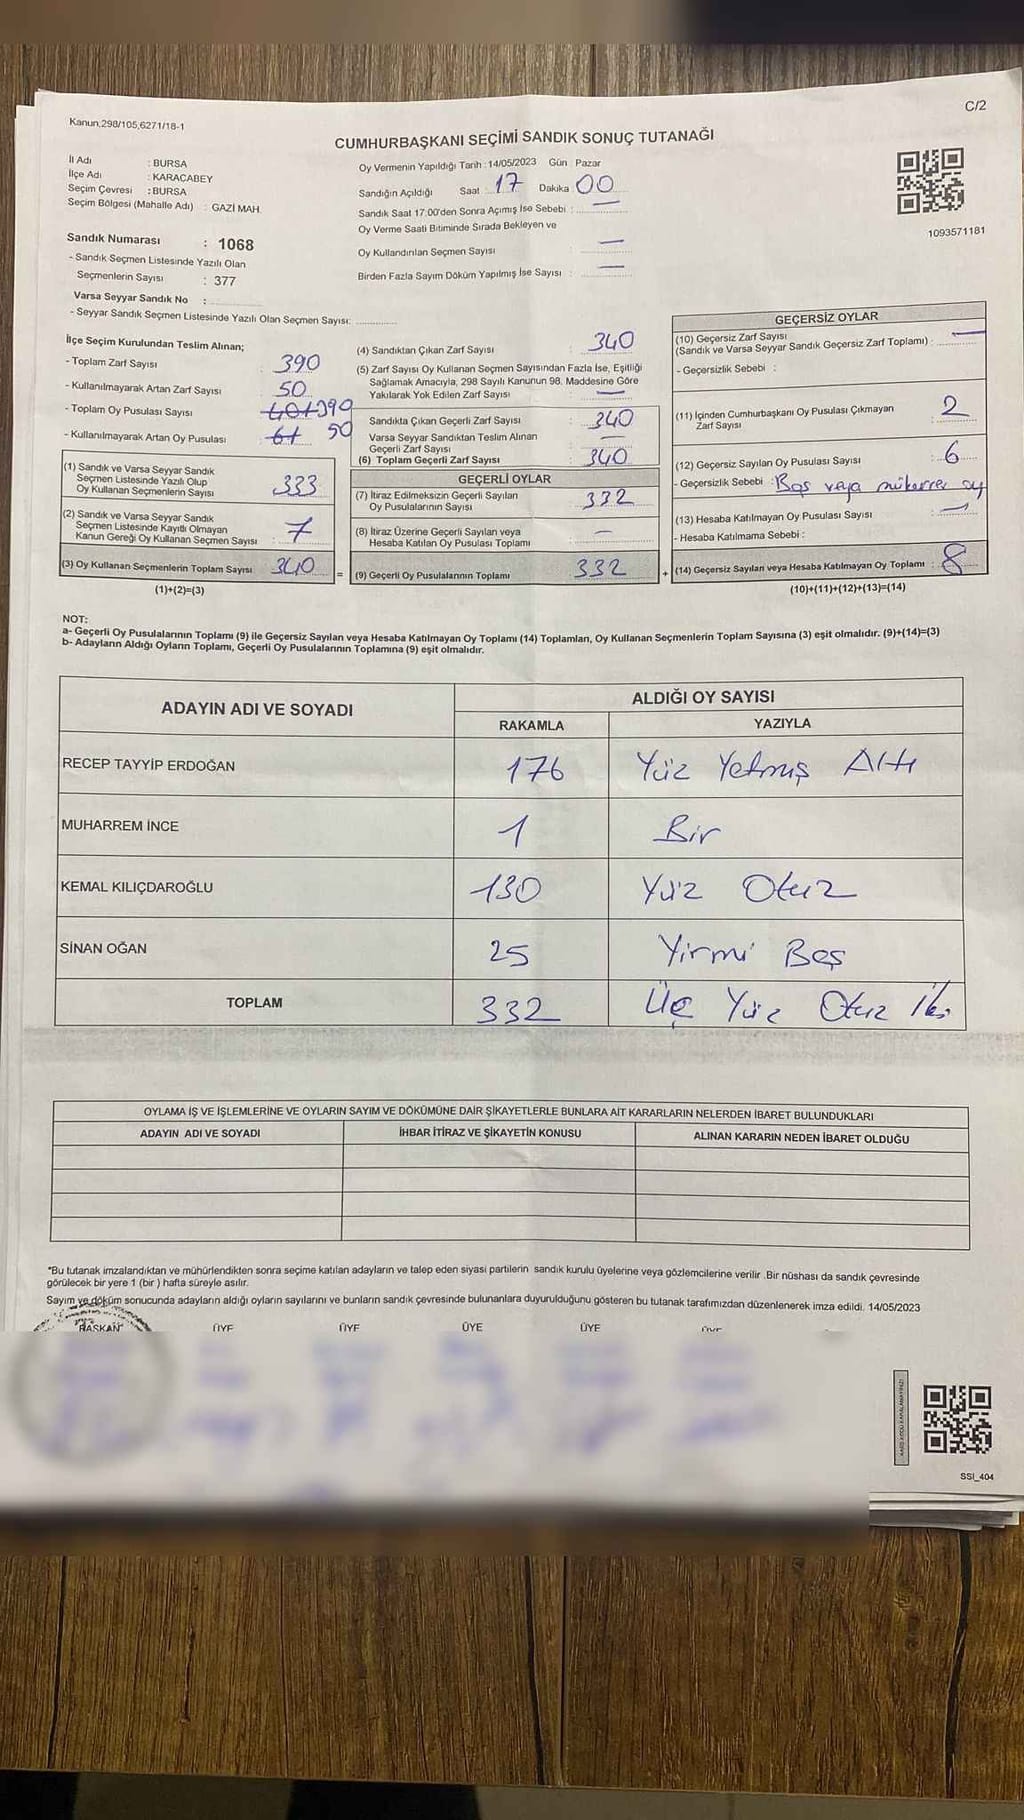 C/2
Kanun,298/105,6271/18-1
CUMHURBAŞKANI SEÇİMİ SANDIK SONUÇ TUTANAĞI
İl Adı : BURSA
İlçe Adı : KARACABEY
Seçim Çevresi : BURSA
Seçim Bölgesi (Mahalle Adı) : GAZİ MAH.
Sandık Numarası : 1068
- Sandık Seçmen Listesinde Yazılı Olan
Seçmenlerin Sayısı : 377
Varsa Seyyar Sandık No :
- Seyyar Sandık Seçmen Listesinde Yazılı Olan Seçmen Sayısı:
Oy Vermenin Yapıldığı Tarih : 14/05/2023 Gün : Pazar
Sandığın Açıldığı Saat : 17 Dakika 00
Sandık Saat 17:00'den Sonra Açımış İse Sebebi : —
Oy Verme Saati Bitiminde Sırada Bekleyen ve
Oy Kullandırılan Seçmen Sayısı : —
Birden Fazla Sayım Döküm Yapılmış İse Sayısı : —
1093571181
İlçe Seçim Kurulundan Teslim Alınan;
- Toplam Zarf Sayısı : 390
- Kullanılmayarak Artan Zarf Sayısı : 50
- Toplam Oy Pusulası Sayısı : 401 390
- Kullanılmayarak Artan Oy Pusulası : 61 50
(1) Sandık ve Varsa Seyyar Sandık
Seçmen Listesinde Yazılı Olup
Oy Kullanan Seçmenlerin Sayısı : 333
(2) Sandık ve Varsa Seyyar Sandık
Seçmen Listesinde Kayıtlı Olmayan
Kanun Gereği Oy Kullanan Seçmen Sayısı : 7
(3) Oy Kullanan Seçmenlerin Toplam Sayısı : 340
(1)+(2)=(3)
(4) Sandıktan Çıkan Zarf Sayısı : 340
(5) Zarf Sayısı Oy Kullanan Seçmen Sayısından Fazla İse, Eşitliği
Sağlamak Amacıyla, 298 Sayılı Kanunun 98. Maddesine Göre
Yakılarak Yok Edilen Zarf Sayısı : —
Sandıkta Çıkan Geçerli Zarf Sayısı : 340
Varsa Seyyar Sandıktan Teslim Alınan
Geçerli Zarf Sayısı : —
(6) Toplam Geçerli Zarf Sayısı : 340
GEÇERLİ OYLAR
(7) İtiraz Edilmeksizin Geçerli Sayılan
Oy Pusulalarının Sayısı : 332
(8) İtiraz Üzerine Geçerli Sayılan veya
Hesaba Katılan Oy Pusulası Toplamı : —
= (9) Geçerli Oy Pusulalarının Toplamı 332
GEÇERSİZ OYLAR
(10) Geçersiz Zarf Sayısı
(Sandık ve Varsa Seyyar Sandık Geçersiz Zarf Toplamı) : —
- Geçersizlik Sebebi :
(11) İçinden Cumhurbaşkanı Oy Pusulası Çıkmayan
Zarf Sayısı : 2
(12) Geçersiz Sayılan Oy Pusulası Sayısı : 6
- Geçersizlik Sebebi : Boş veya mükerrer oy
(13) Hesaba Katılmayan Oy Pusulası Sayısı : —
- Hesaba Katılmama Sebebi :
+ (14) Geçersiz Sayılan veya Hesaba Katılmayan Oy Toplamı : 8
(10)+(11)+(12)+(13)=(14)
NOT:
a- Geçerli Oy Pusulalarının Toplamı (9) ile Geçersiz Sayılan veya Hesaba Katılmayan Oy Toplamı (14) Toplamları, Oy Kullanan Seçmenlerin Toplam Sayısına (3) eşit olmalıdır. (9)+(14)=(3)
b- Adayların Aldığı Oyların Toplamı, Geçerli Oy Pusulalarının Toplamına (9) eşit olmalıdır.
ADAYIN ADI VE SOYADI
ALDIĞI OY SAYISI
RAKAMLA YAZIYLA
RECEP TAYYİP ERDOĞAN 176 Yüz Yetmiş Altı
MUHARREM İNCE 1 Bir
KEMAL KILIÇDAROĞLU 130 Yüz Otuz
SİNAN OĞAN 25 Yirmi Beş
TOPLAM 332 Üç Yüz Otuz İki
OYLAMA İŞ VE İŞLEMLERİNE VE OYLARIN SAYIM VE DÖKÜMÜNE DAİR ŞİKAYETLERLE BUNLARA AİT KARARLARIN NELERDEN İBARET BULUNDUKLARI
ADAYIN ADI VE SOYADI İHBAR İTİRAZ VE ŞİKAYETİN KONUSU ALINAN KARARIN NEDEN İBARET OLDUĞU
*Bu tutanak imzalandıktan ve mühürlendikten sonra seçime katılan adayların ve talep eden siyasi partilerin sandık kurulu üyelerine veya gözlemcilerine verilir .Bir nüshası da sandık çevresinde
görülecek bir yere 1 (bir ) hafta süreyle asılır.
Sayım ve döküm sonucunda adayların aldığı oyların sayılarını ve bunların sandık çevresinde bulunanlara duyurulduğunu gösteren bu tutanak tarafımızdan düzenlenerek imza edildi. 14/05/2023
BAŞKAN ÜYE ÜYE ÜYE ÜYE ÜYE
SSI_404